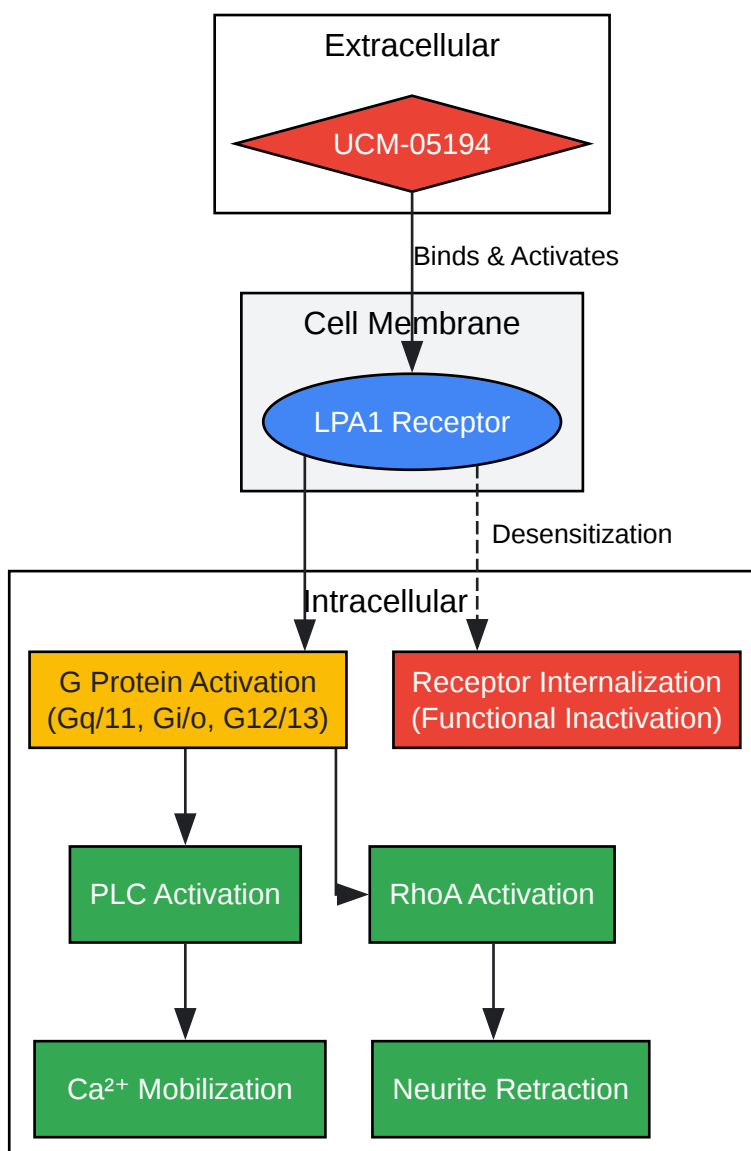 Extracellular
UCM-05194
Binds & Activates
Cell Membrane
LPA1 Receptor
Desensitization
Intracellular
G Protein Activation
(Gq/11, Gi/o, G12/13)
Receptor Internalization
(Functional Inactivation)
PLC Activation
RhoA Activation
Ca²⁺ Mobilization
Neurite Retraction